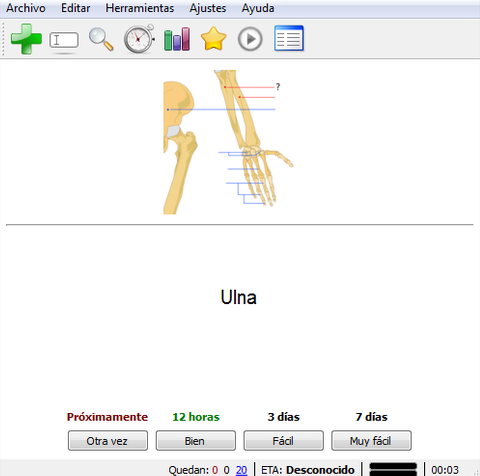 Archivo Editar Herramientas Ajustes Ayuda
?
Ulna
Próximamente 12 horas 3 días 7 días
Otra vez Bien Fácil Muy fácil
Quedan: 0 0 20 ETA: Desconocido 00:03